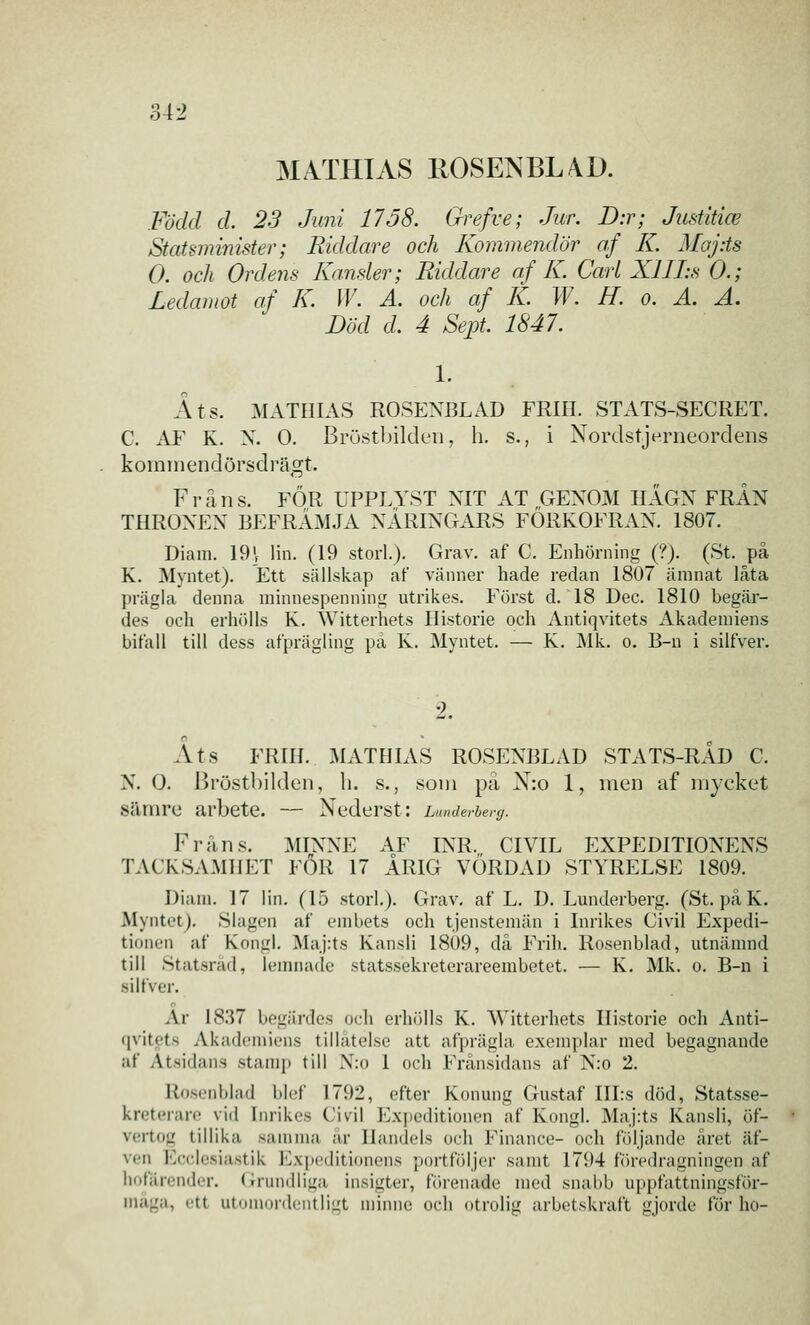 342
MATHIAS ROSENBLAD.
Född d. 23 Juni 1758. Grefve; Jur. D:r; Justitiæ
Statsminister; Riddare och Kommendör af K. Maj:ts
O. och Ordens Kansler; Riddare af K. Carl XIII:s O.;
Ledamot af K. W. A. och af K. W. H. o. A. A.
Död d. 4 Sept. 1847.
1.
Åts. MATHIAS ROSENBLAD FRIH. STATS-SECRET.
C. AF K. N. O. Bröstbilden, h. s., i Nordstjerneordens
kommendörsdrägt.
Fråns. FÖR UPPLYST NIT AT GENOM HÄGN FRÅN
THRONEN BEFRÄMJA NÄRINGARS FÖRKOFRAN. 1807.
Diam. 19½ lin. (19 storl.). Grav. af C. Enhörning (?). (St. på
K. Myntet). Ett sällskap af vänner hade redan 1807 ämnat låta
prägla denna minnespenning utrikes. Först d. 18 Dec. 1810 begär-
des och erhölls K. Witterhets Historie och Antiqvitets Akademiens
bifall till dess afprägling på K. Myntet. — K. Mk. o. B-n i silfver.
2.
Åts FRIH. MATHIAS ROSENBLAD STATS-RÅD C.
N. O. Bröstbilden, h. s., som på N:o 1, men af mycket
sämre arbete. — Nederst: Lunderberg.
Fråns. MINNE AF INR. CIVIL EXPEDITIONENS
TACKSAMHET FÖR 17 ÅRIG VÖRDAD STYRELSE 1809.
Diam. 17 lin. (15 storl.). Grav. af L. D. Lunderberg. (St. på K.
Myntet). Slagen af embets och tjenstemän i Inrikes Civil Expedi-
tionen af Kongl. Maj:ts Kansli 1809, då Frih. Rosenblad, utnämnd
till Statsråd, lemnade statssekreterareembetet. — K. Mk. o. B-n i
silfver.
År 1837 begärdes och erhölls K. Witterhets Historie och Anti-
qvitets Akademiens tillåtelse att afprägla exemplar med begagnande
af Åtsidans stamp till N:o 1 och Frånsidans af N:o 2.
Rosenblad blef 1792, efter Konung Gustaf III:s död, Statsse-
kreterare vid Inrikes Civil Expeditionen af Kongl. Maj:ts Kansli, öf-
vertog tillika samma år Handels och Finance- och följande året äf-
ven Ecclesiastik Expeditionens portföljer samt 1794 föredragningen af
hofärender. Grundliga insigter, förenade med snabb uppfattningsför-
måga, ett utomordentligt minne och otrolig arbetskraft gjorde för ho-